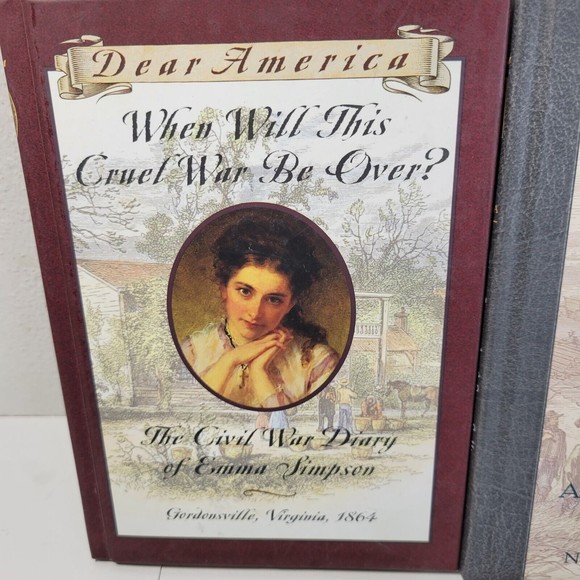 Dear America
When Will This
Cruel War Be Over?
The Civil War Diary
of Emma Simpson
Gordonsville, Virginia, 1864
A
N